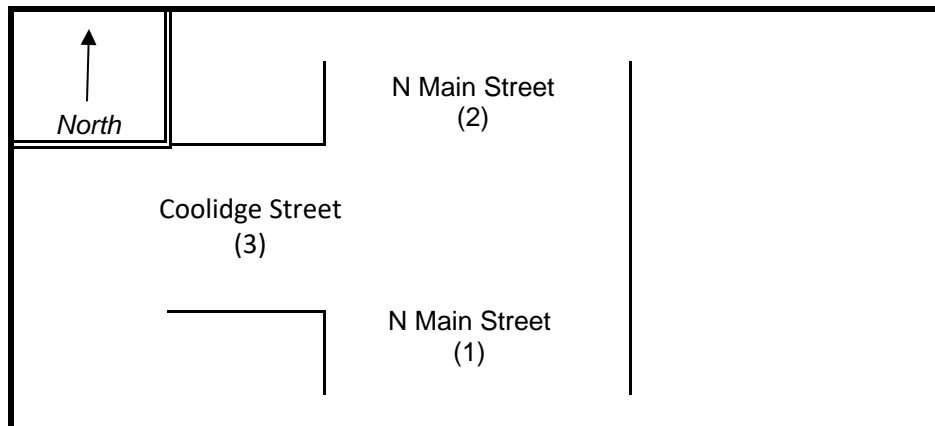 North
N Main Street
(2)
Coolidge Street
(3)
N Main Street
(1)